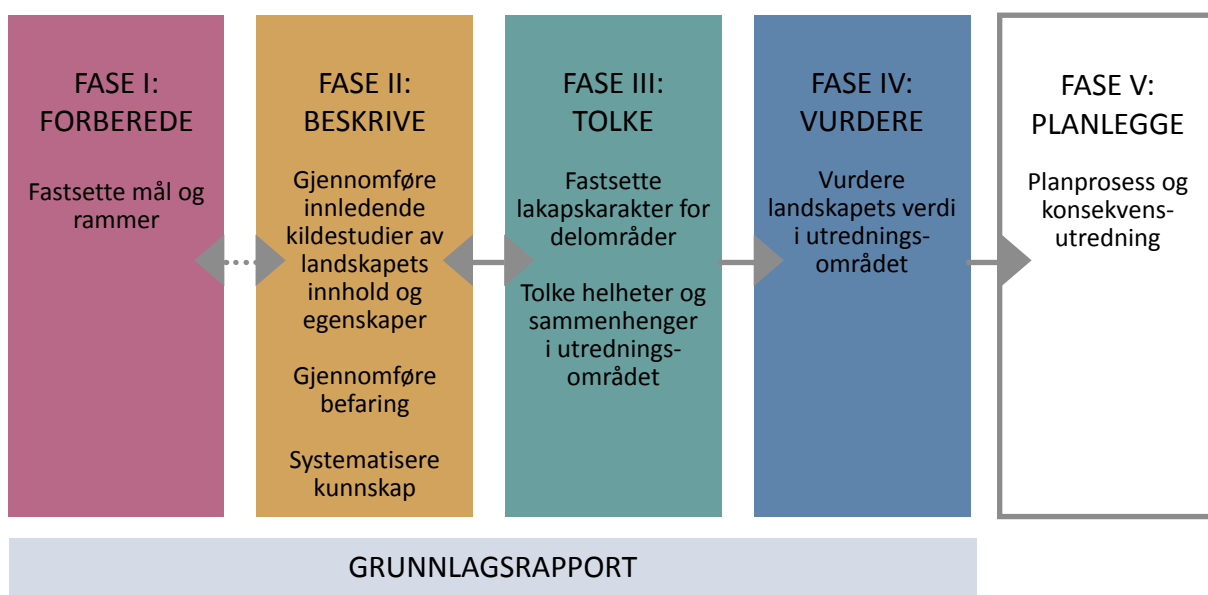 FASE I:
FORBEREDE
Fastsette mål og
rammer
FASE II:
BESKRIVE
Gjennomføre
innledende
kildestudier av
landskapets
innhold og
egenskaper
Gjennomføre
befaring
Systematisere
kunnskap
FASE III:
TOLKE
Fastsette
lakapskarakter for
delområder
Tolke helheter og
sammenhenger
i utrednings-
området
FASE IV:
VURDERE
Vurdere
landskapets verdi
i utrednings-
området
FASE V:
PLANLEGGE
Planprosess og
konsekvens-
utredning
GRUNNLAGSRAPPORT